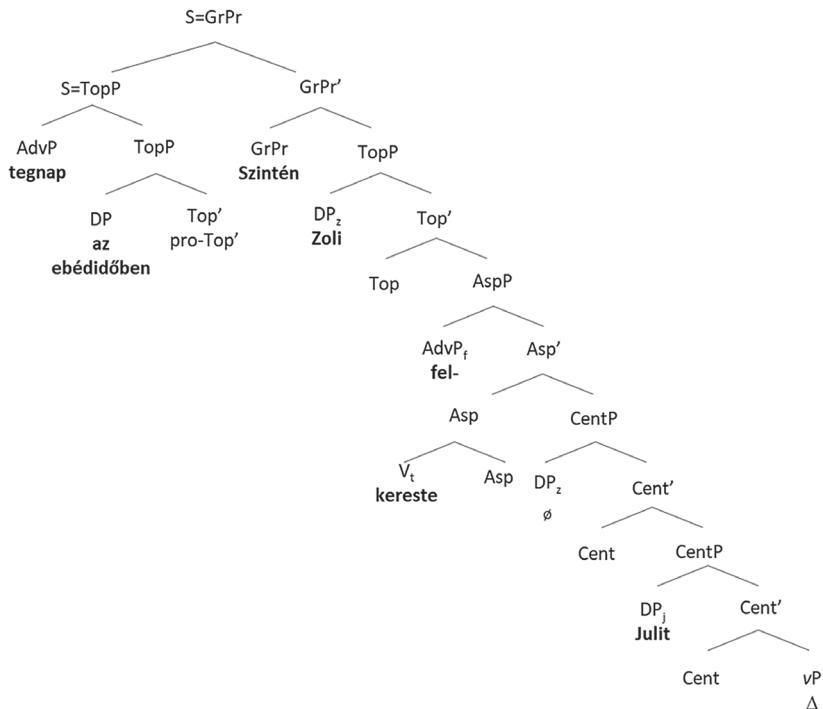 S=GrPr
S=TopP GrPr’
AdvP TopP GrPr TopP
tegnap Szintén
DP Top’ DPz Top’
az pro-Top’ Zoli
ebédidőben
Top AspP
AdvPf Asp’
fel-
Asp CentP
Vt Asp DPz Cent’
kereste ø
Cent CentP
DPj Cent’
Julit
Cent vP
Δ